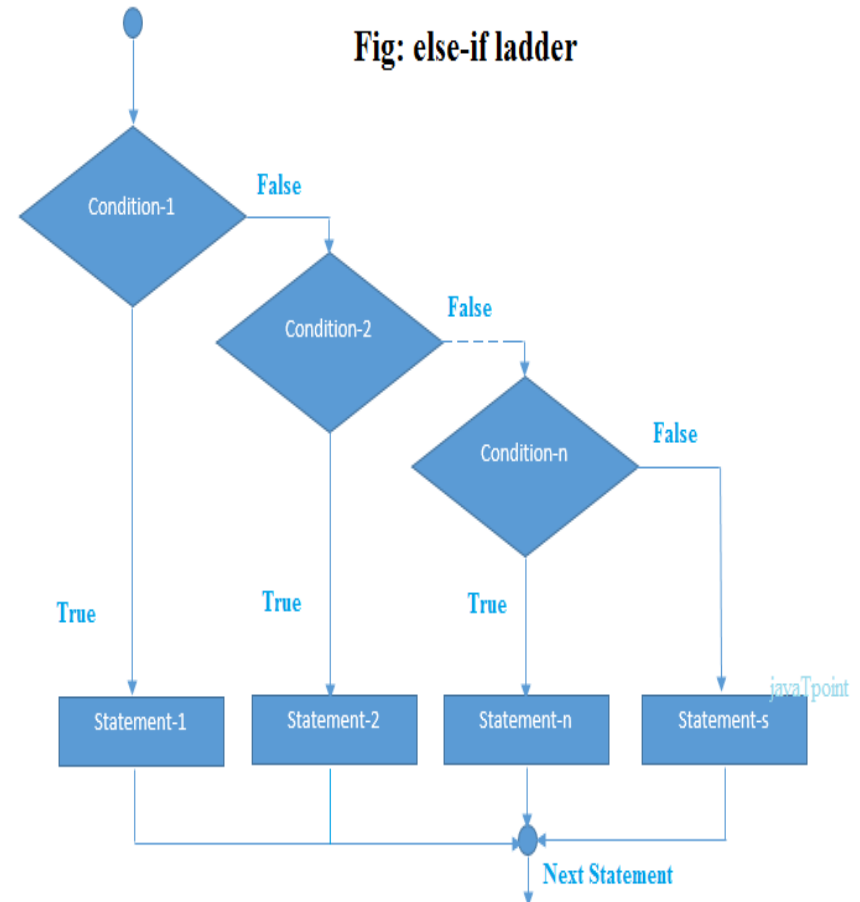 Fig: else-if ladder
Condition-1
False
Condition-2
False
Condition-n
False
True
True
True
javaTpoint
Statement-1
Statement-2
Statement-n
Statement-s
Next Statement